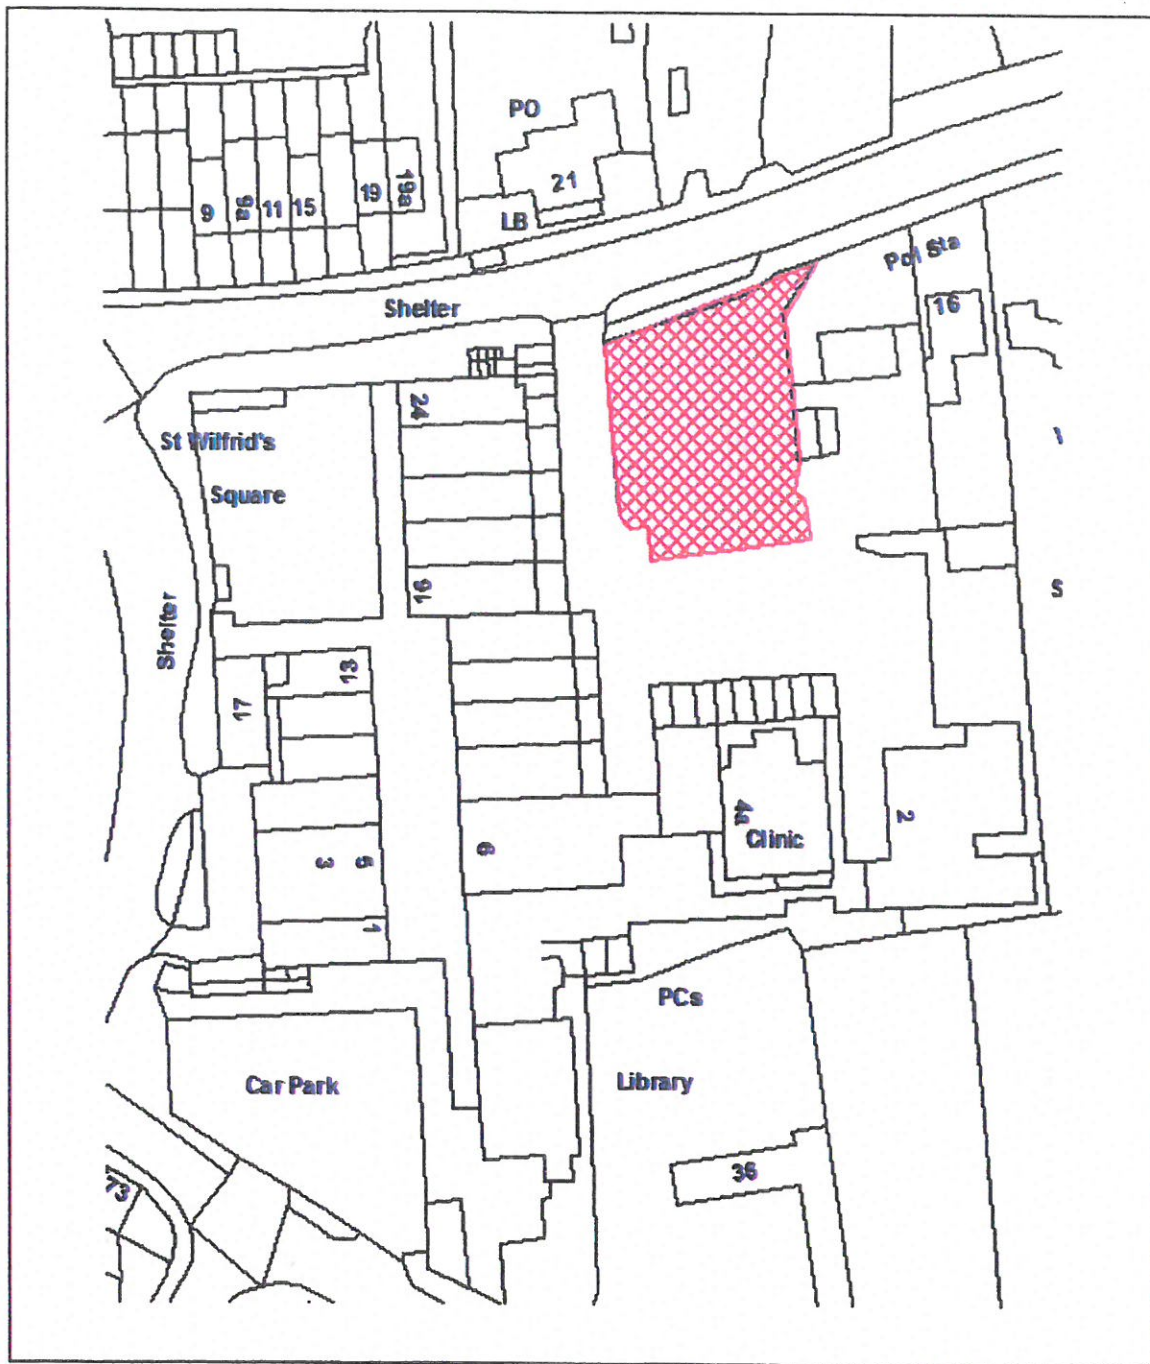 PO
21
LB
9
9a
11
15
19
19a
Shelter
Pol Sta
16
24
St Wilfrid's
Square
16
Shelter
13
17
4a
Clinic
2
3
5
6
1
PCs
Car Park
Library
36
73